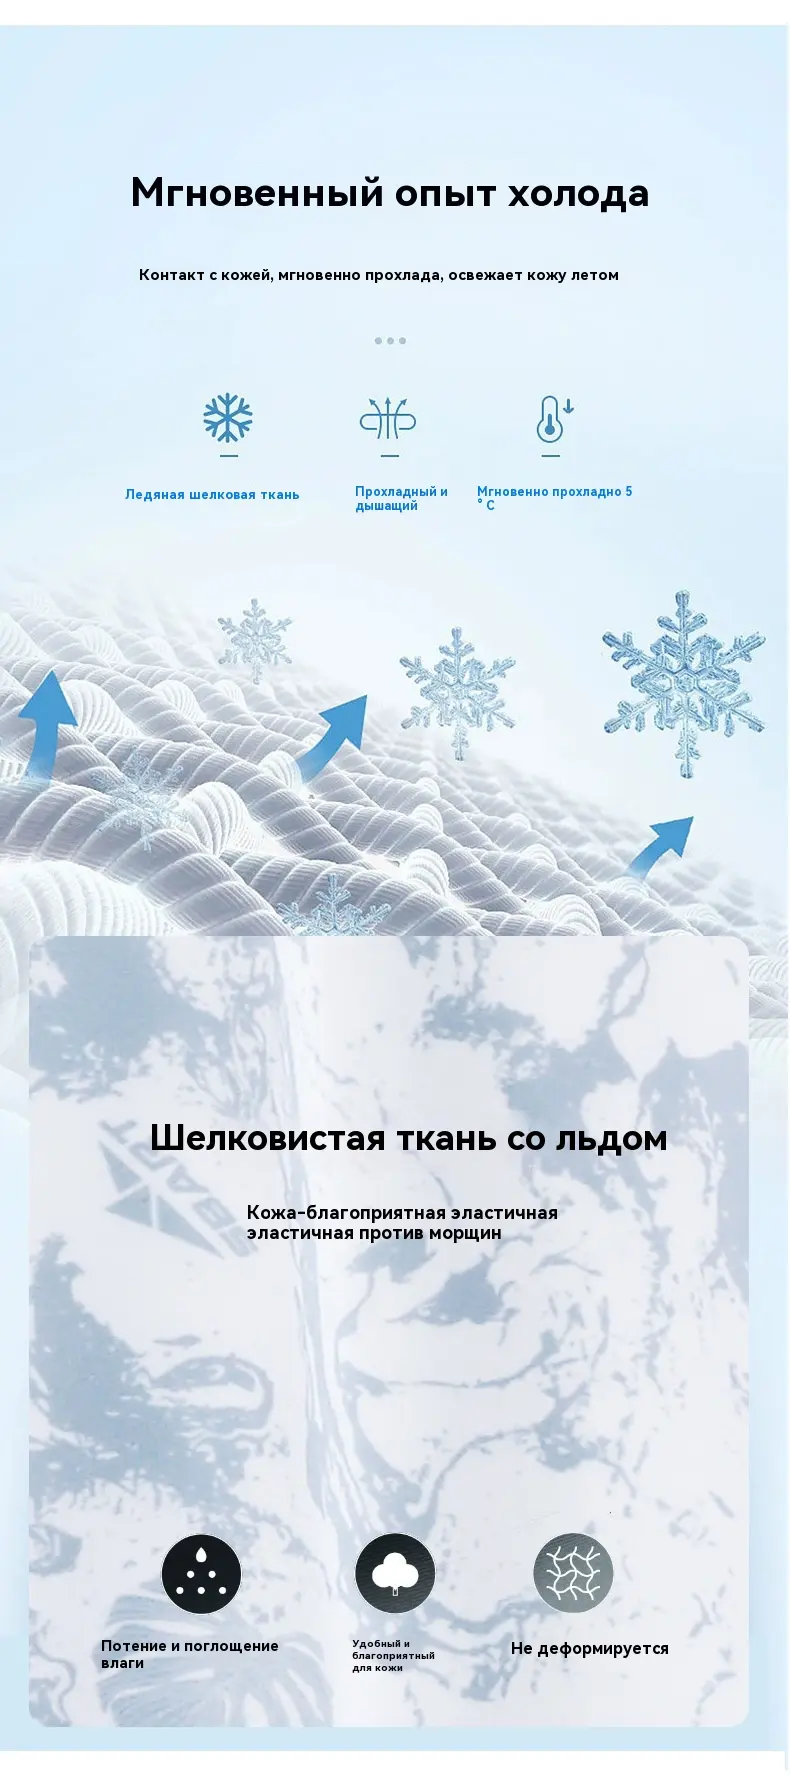 Мгновенный опыт холода
Контакт с кожей, мгновенно прохлада, освежает кожу летом
Ледяная шелковая ткань
Прохладный и
дышащий
Мгновенно прохладно 5
° C
Шелковистая ткань со льдом
Кожа-благоприятная эластичная
эластичная против морщин
Потение и поглощение
влаги
Удобный и
благоприятный
для кожи
Не деформируется